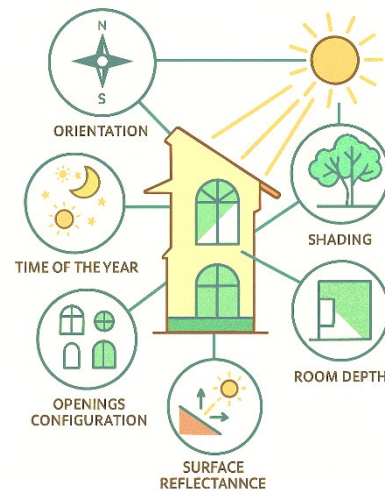 N
S
ORIENTATION
SHADING
TIME OF THE YEAR
ROOM DEPTH
OPENINGS
CONFIGURATION
SURFACE
REFLECTANNCE